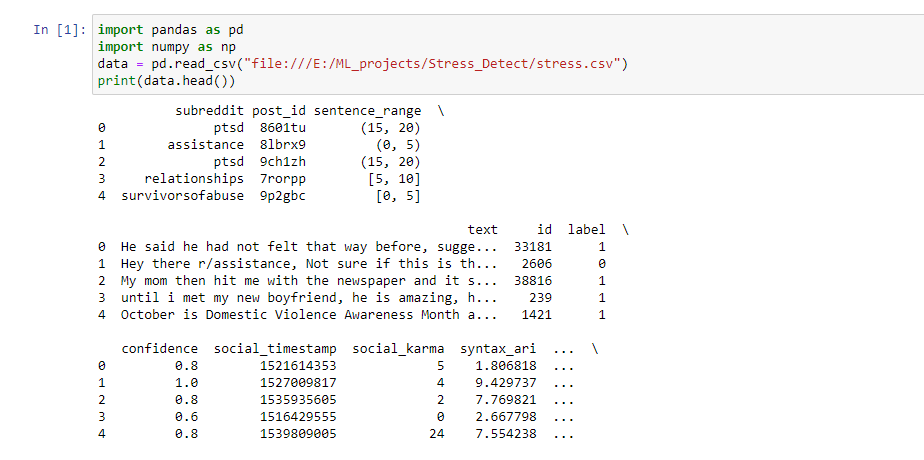 In [1]: import pandas as pd
import numpy as np
data = pd.read_csv("file:///E:/ML_projects/Stress_Detect/stress.csv")
print(data.head())
subreddit post_id sentence_range \
0 ptsd 8601tu (15, 20)
1 assistance 8lbrx9 (0, 5)
2 ptsd 9ch1zh (15, 20)
3 relationships 7rorpp [5, 10]
4 survivorsofabuse 9p2gbc [0, 5]
text id label \
0 He said he had not felt that way before, sugge... 33181 1
1 Hey there r/assistance, Not sure if this is th... 2606 0
2 My mom then hit me with the newspaper and it s... 38816 1
3 until i met my new boyfriend, he is amazing, h... 239 1
4 October is Domestic Violence Awareness Month a... 1421 1
confidence social_timestamp social_karma syntax_ari ... \
0 0.8 1521614353 5 1.806818 ...
1 1.0 1527009817 4 9.429737 ...
2 0.8 1535935605 2 7.769821 ...
3 0.6 1516429555 0 2.667798 ...
4 0.8 1539809005 24 7.554238 ...